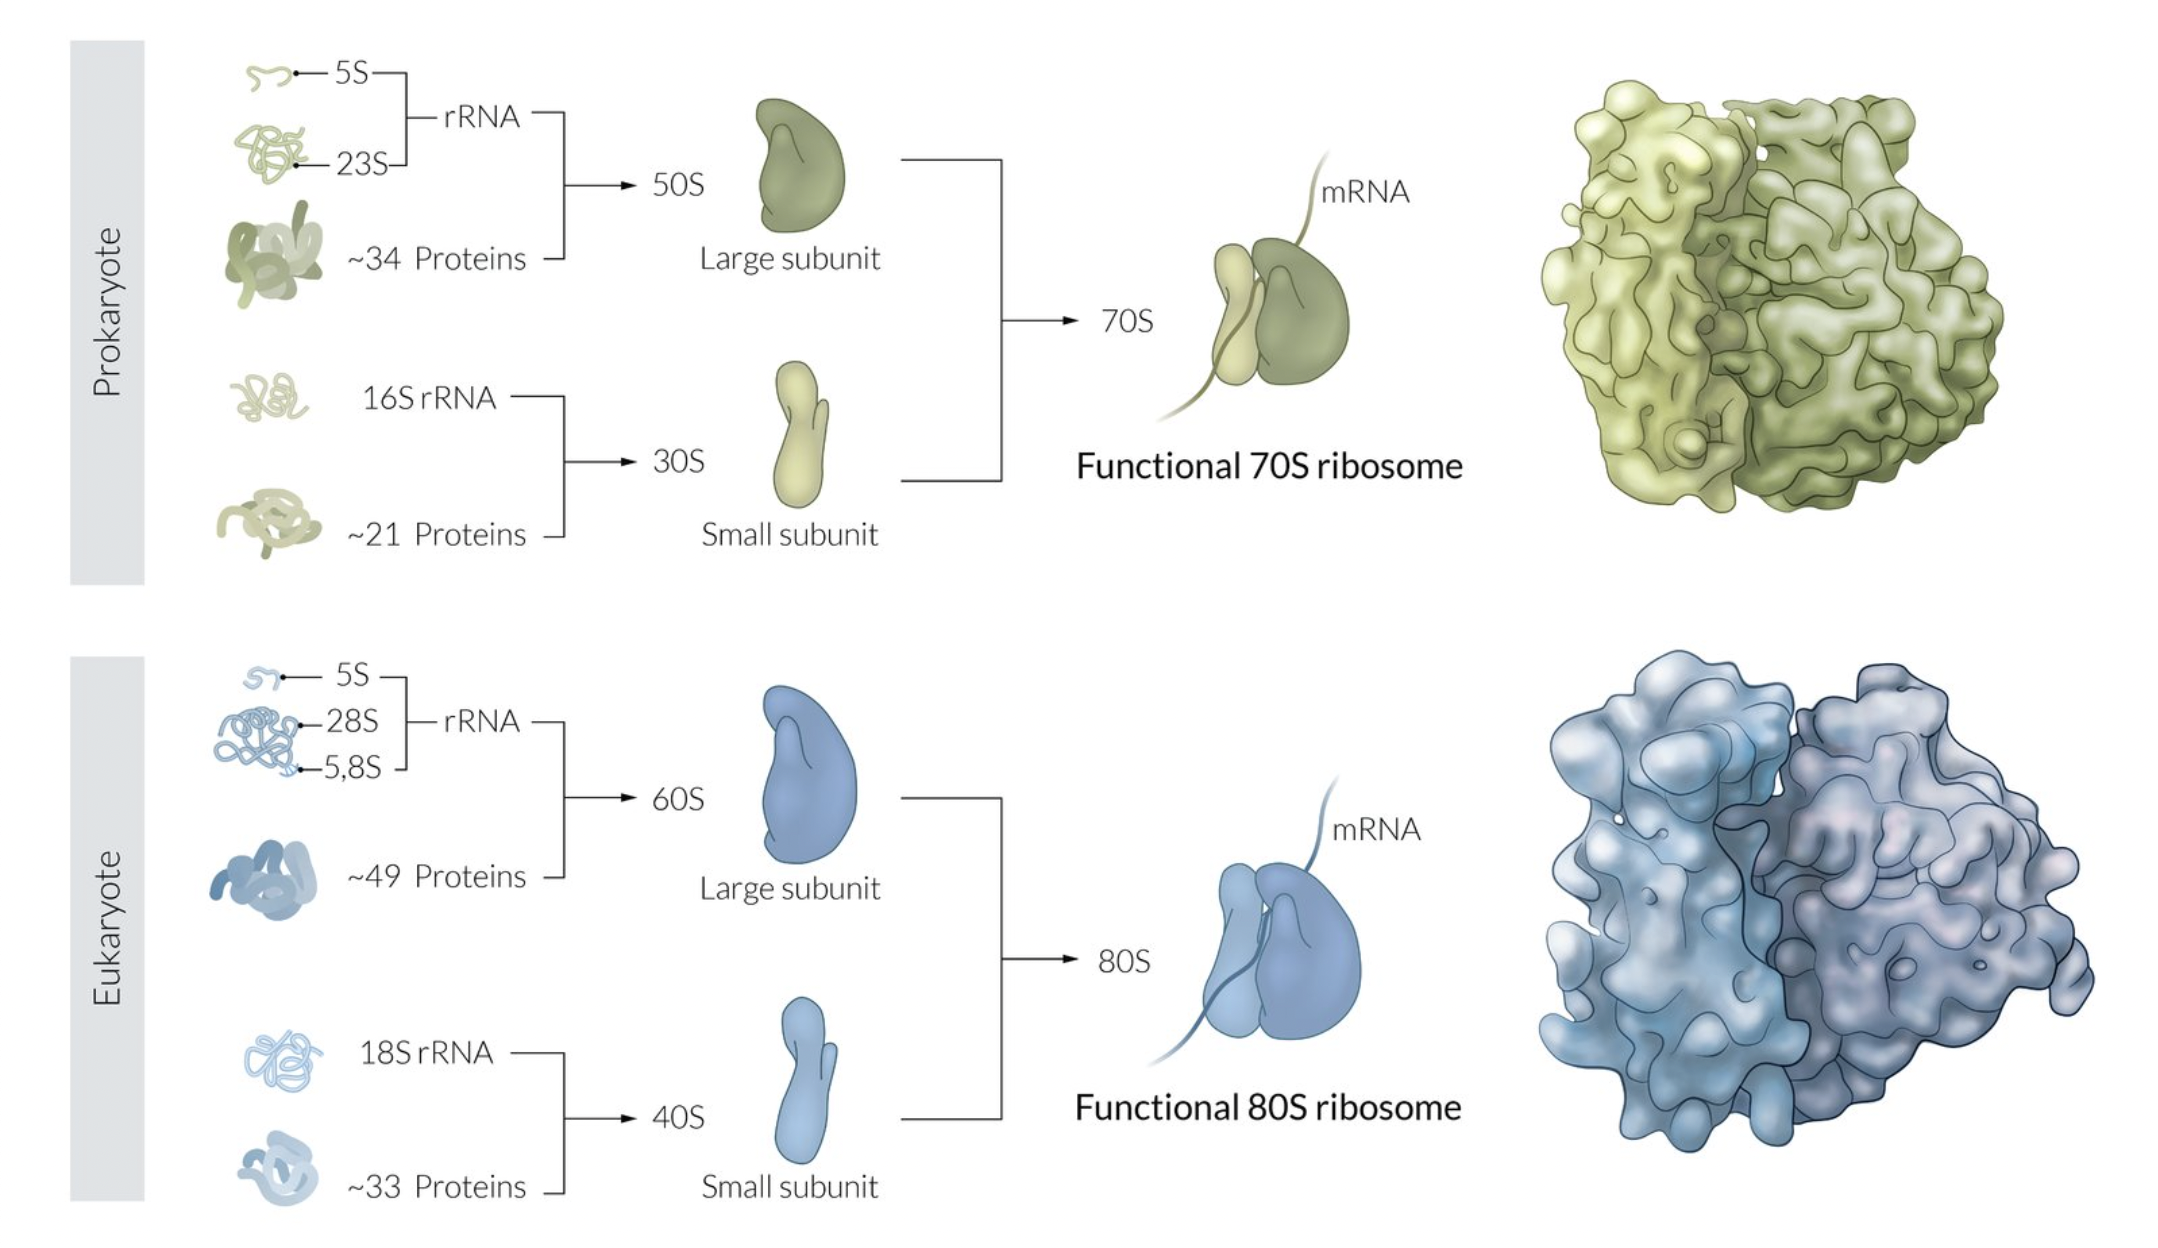 Prokaryote
5S
rRNA
23S
50S
~34 Proteins
Large subunit
mRNA
70S
16S rRNA
30S
~21 Proteins
Small subunit
Functional 70S ribosome
Eukaryote
5S
28S
rRNA
5,8S
60S
~49 Proteins
Large subunit
mRNA
80S
18S rRNA
40S
~33 Proteins
Small subunit
Functional 80S ribosome